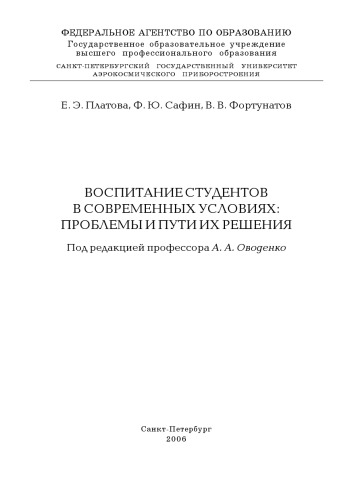 ФЕДЕРАЛЬНОЕ АГЕНТСТВО ПО ОБРАЗОВАНИЮ
Государственное образовательное учреждение
высшего профессионального образования
САНКТ-ПЕТЕРБУРГСКИЙ ГОСУДАРСТВЕННЫЙ УНИВЕРСИТЕТ
АЭРОКОСМИЧЕСКОГО ПРИБОРОСТРОЕНИЯ
Е. Э. Платова, Ф. Ю. Сафин, В. В. Фортунатов
ВОСПИТАНИЕ СТУДЕНТОВ
В СОВРЕМЕННЫХ УСЛОВИЯХ:
ПРОБЛЕМЫ И ПУТИ ИХ РЕШЕНИЯ
Под редакцией профессора А. А. Оводенко
Санкт-Петербург
2006